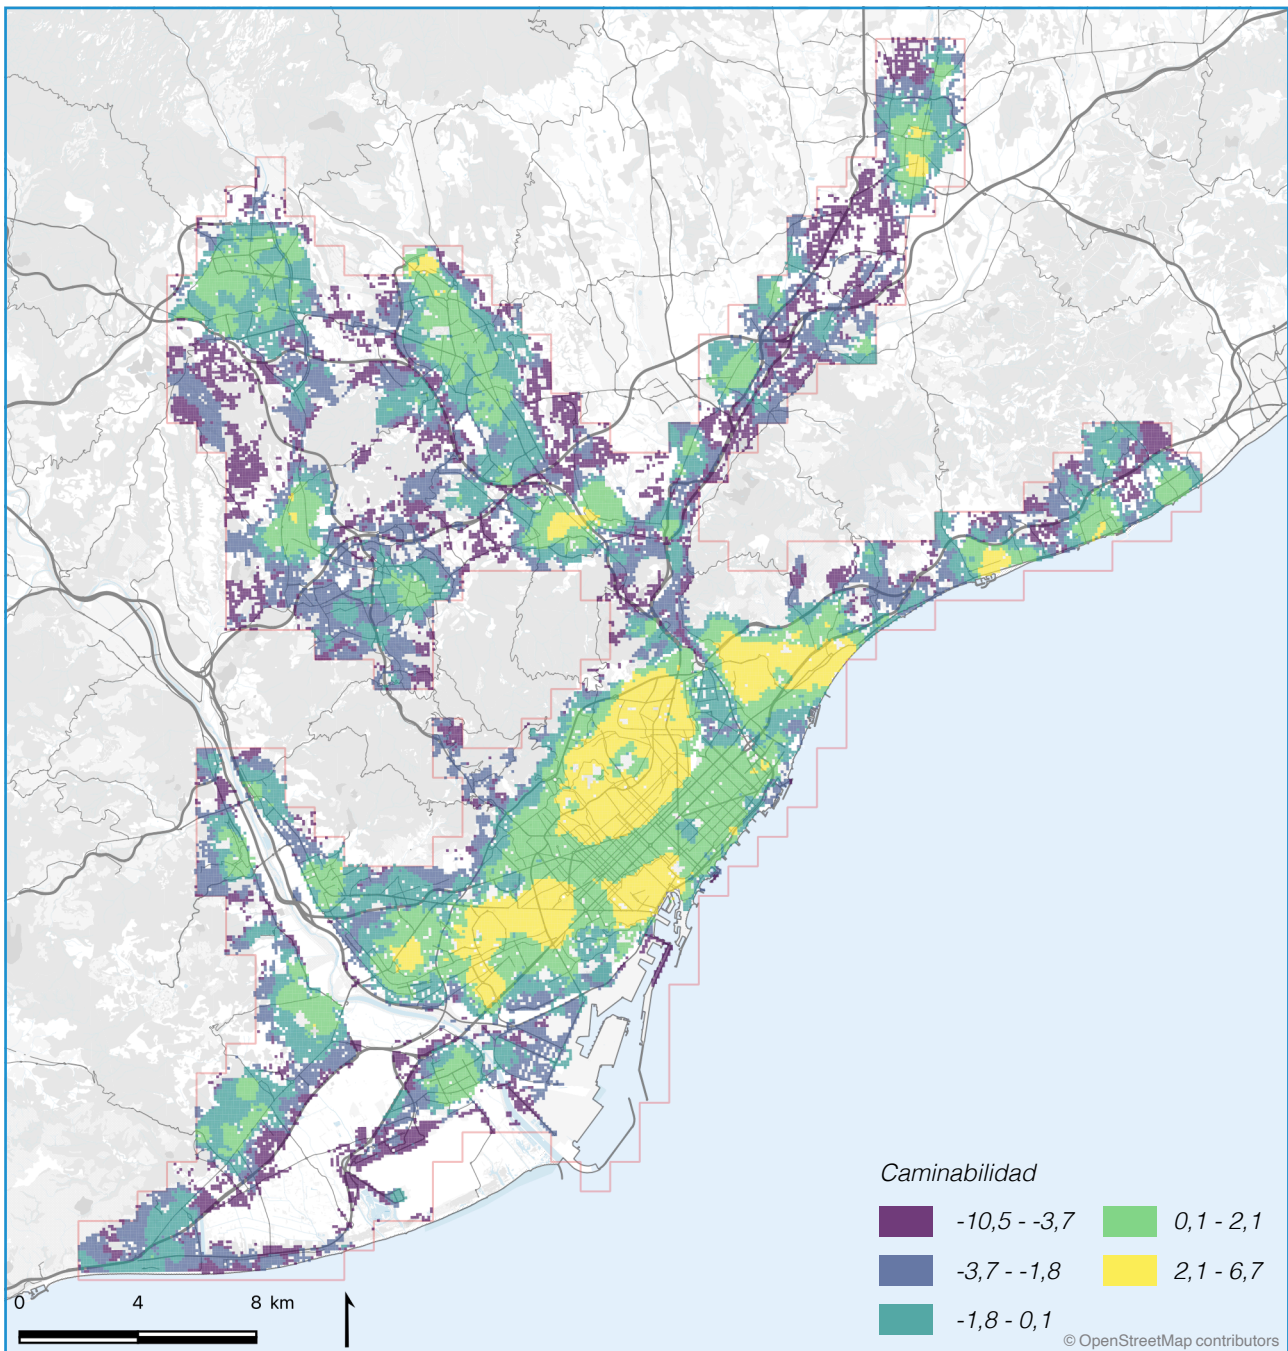 Caminabilidad
-10,5 - -3,7
0,1 - 2,1
-3,7 - -1,8
2,1 - 6,7
-1,8 - 0,1
0 4 8 km
© OpenStreetMap contributors